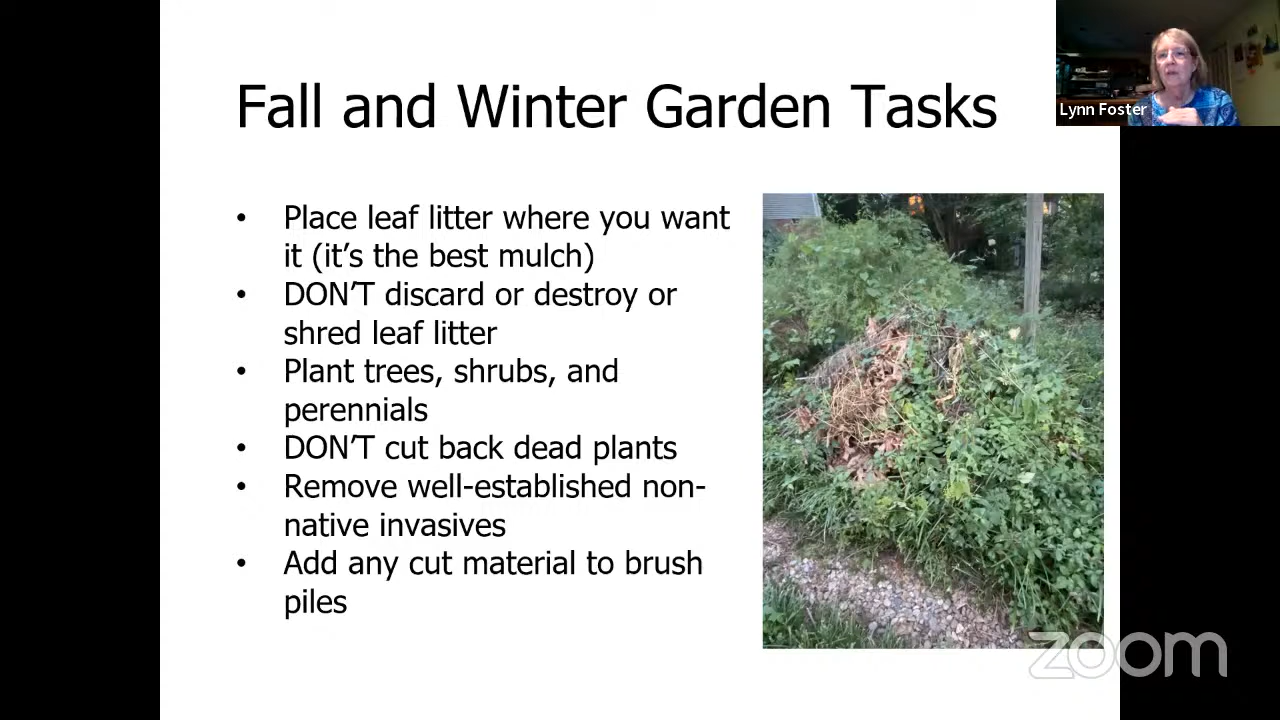 Fall and Winter Garden Tasks
Lynn Foster
• Place leaf litter where you want
it (it's the best mulch)
• DON'T discard or destroy or
shred leaf litter
• Plant trees, shrubs, and
perennials
• DON'T cut back dead plants
• Remove well-established non-
native invasives
• Add any cut material to brush
piles
zoom